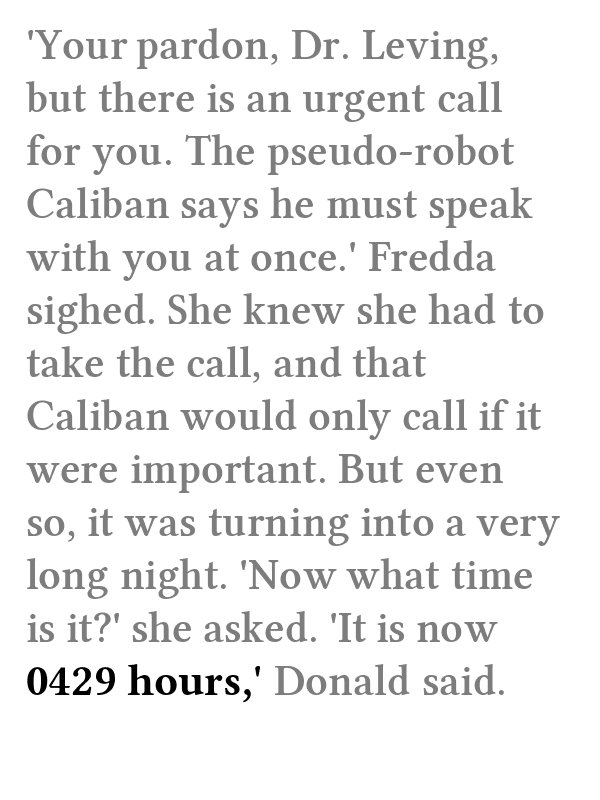 'Your pardon, Dr. Leving,
but there is an urgent call
for you. The pseudo-robot
Caliban says he must speak
with you at once.' Fredda
sighed. She knew she had to
take the call, and that
Caliban would only call if it
were important. But even
so, it was turning into a very
long night. 'Now what time
is it?' she asked. 'It is now
0429 hours,' Donald said.